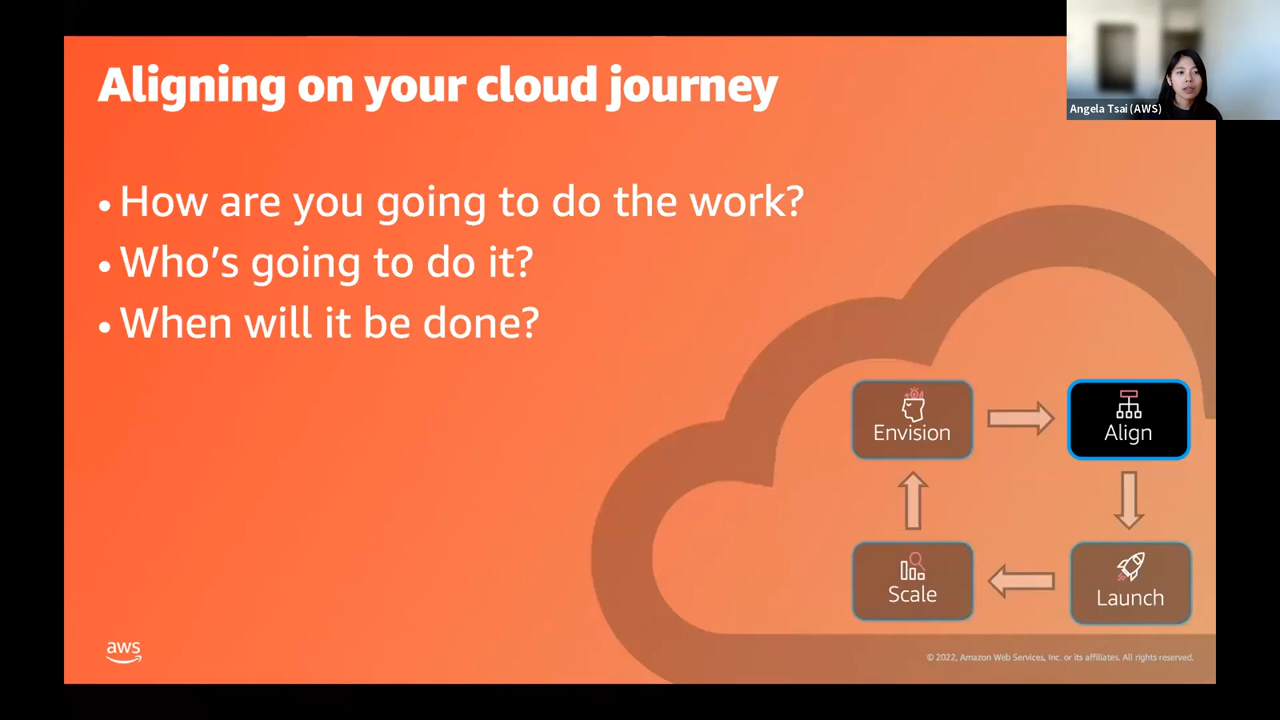 Aligning on your cloud journey
Angela Tsai (AWS)
• How are you going to do the work?
• Who's going to do it?
• When will it be done?
Envision
Align
Scale
Launch
aws
© 2022, Amazon Web Services, Inc. or its affiliates. All rights reserved.